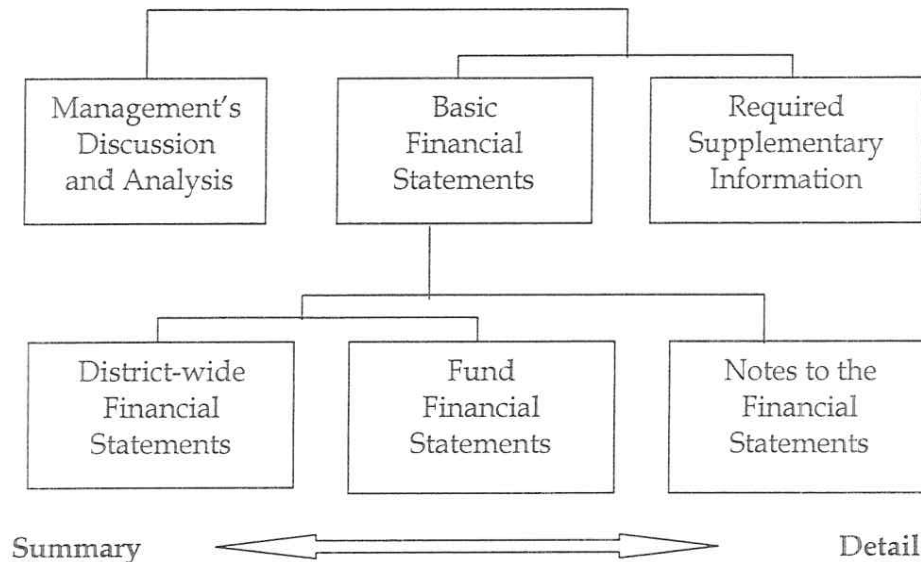 Management's
Discussion
and Analysis
Basic
Financial
Statements
Required
Supplementary
Information
District-wide
Financial
Statements
Fund
Financial
Statements
Notes to the
Financial
Statements
Summary
Detail